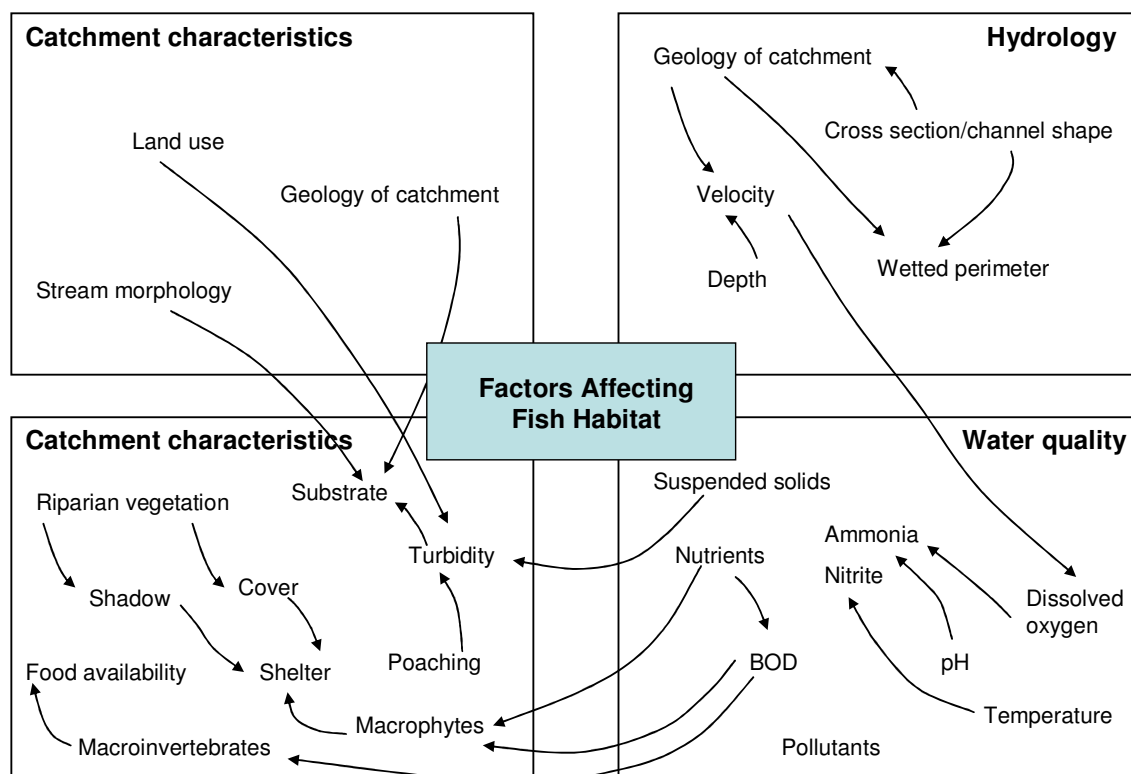 Catchment characteristics
Land use
Geology of catchment
Stream morphology
Hydrology
Geology of catchment
Cross section/channel shape
Velocity
Wetted perimeter
Depth
Factors Affecting
Fish Habitat
Catchment characteristics
Substrate
Riparian vegetation
Turbidity
Cover
Shadow
Poaching
Food availability
Shelter
Macrophytes
Macroinvertebrates
Water quality
Suspended solids
Ammonia
Nutrients
Nitrite
Dissolved
oxygen
BOD
pH
Temperature
Pollutants